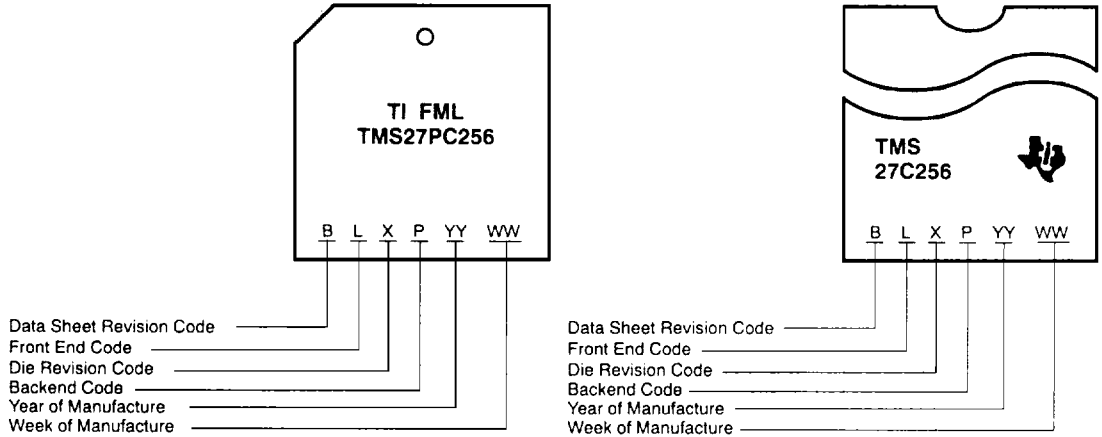 TI FML
TMS27PC256
B L X P YY WW
Data Sheet Revision Code
Front End Code
Die Revision Code
Backend Code
Year of Manufacture
Week of Manufacture
TMS
27C256
B L X P YY WW
Data Sheet Revision Code
Front End Code
Die Revision Code
Backend Code
Year of Manufacture
Week of Manufacture